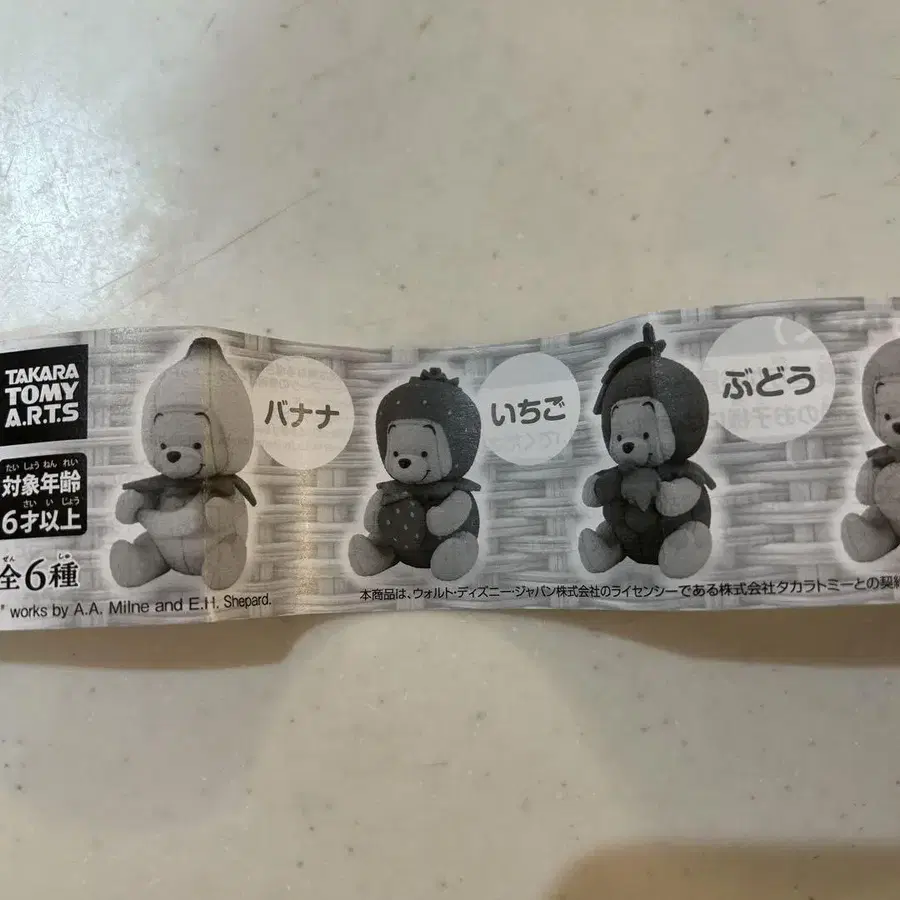 TAKARA
TOMY
A.R.T.S
たいしょうねんれい
対象年齢
さいいじょう
6才以上
ぜん しゅ
全6種
works by A.A. Milne and E.H. Shepard.
バナナ
いちご
ぶどう
本商品は、ウォルト・ディズニー・ジャパン株式会社のライセンシーである株式会社タカラトミーとの契約